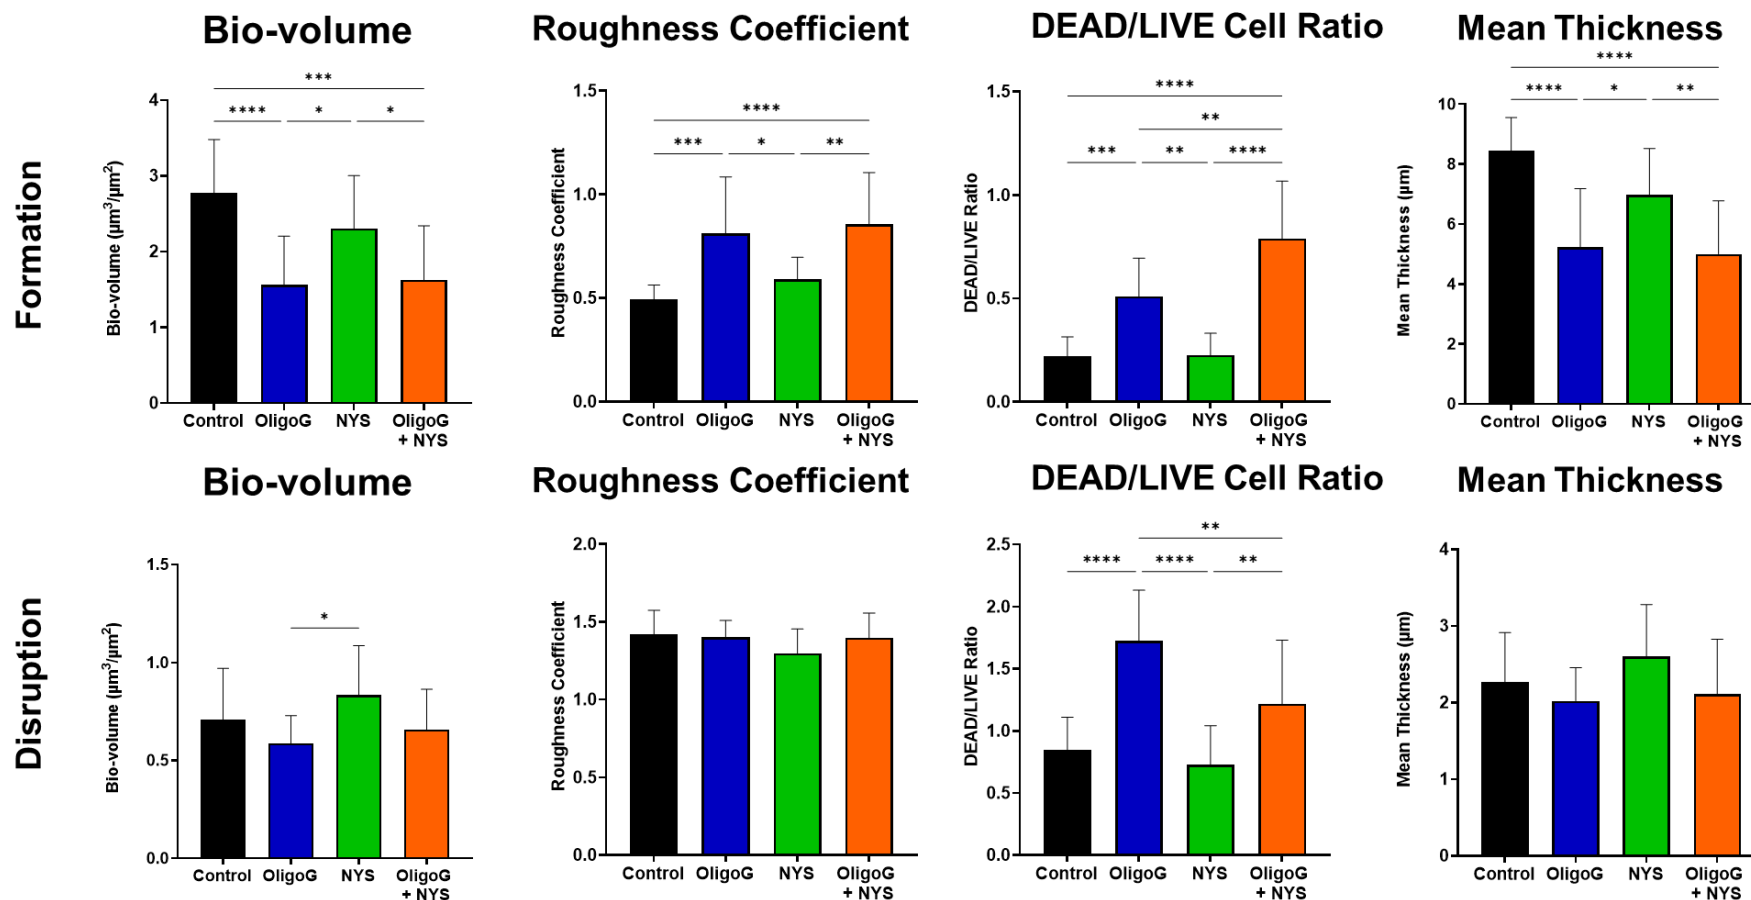 Bio-volume
Roughness Coefficient
DEAD/LIVE Cell Ratio
Mean Thickness
Formation
Bio-volume (µm³/µm²)
4
3
2
1
0
***
**** * *
Control OligoG NYS OligoG
+ NYS
Roughness Coefficient
1.5
1.0
0.5
0.0
****
*** * **
Control OligoG NYS OligoG
+ NYS
DEAD/LIVE Ratio
1.5
1.0
0.5
0.0
****
**
*** ** ****
Control OligoG NYS OligoG
+ NYS
Mean Thickness (µm)
10
8
6
4
2
0
****
**** * **
Control OligoG NYS OligoG
+ NYS
Bio-volume
Roughness Coefficient
DEAD/LIVE Cell Ratio
Mean Thickness
Disruption
Bio-volume (µm³/µm²)
1.5
1.0
0.5
0.0
*
Control OligoG NYS OligoG
+ NYS
Roughness Coefficient
2.0
1.5
1.0
0.5
0.0
Control OligoG NYS OligoG
+ NYS
DEAD/LIVE Ratio
2.5
2.0
1.5
1.0
0.5
0.0
**
**** **** **
Control OligoG NYS OligoG
+ NYS
Mean Thickness (µm)
4
3
2
1
0
Control OligoG NYS OligoG
+ NYS